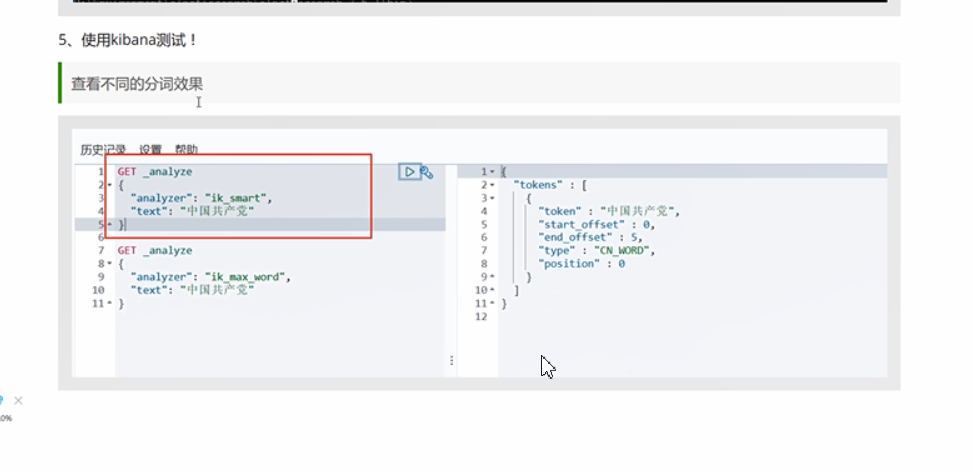 5、使用kibana测试！
查看不同的分词效果
历史记录 设置 帮助
1 GET _analyze
2 {
3 "analyzer": "ik_smart",
4 "text": "中国共产党"
5 }
6
7 GET _analyze
8 {
9 "analyzer": "ik_max_word",
10 "text": "中国共产党"
11 }
1 {
2 "tokens" : [
3 {
4 "token" : "中国共产党",
5 "start_offset" : 0,
6 "end_offset" : 5,
7 "type" : "CN_WORD",
8 "position" : 0
9 }
10 ]
11 }
12